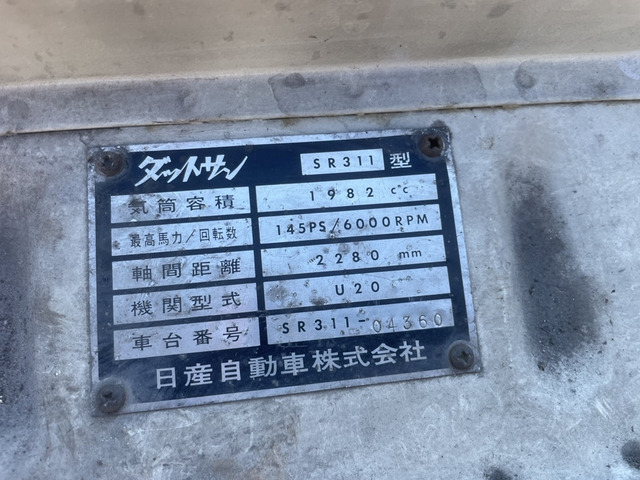 ダットサン SR311 型
気筒容積 1982 cc
最高馬力/回転数 145PS/6000RPM
軸間距離 2280 mm
機関型式 U20
車台番号 SR311-04360
日産自動車株式会社